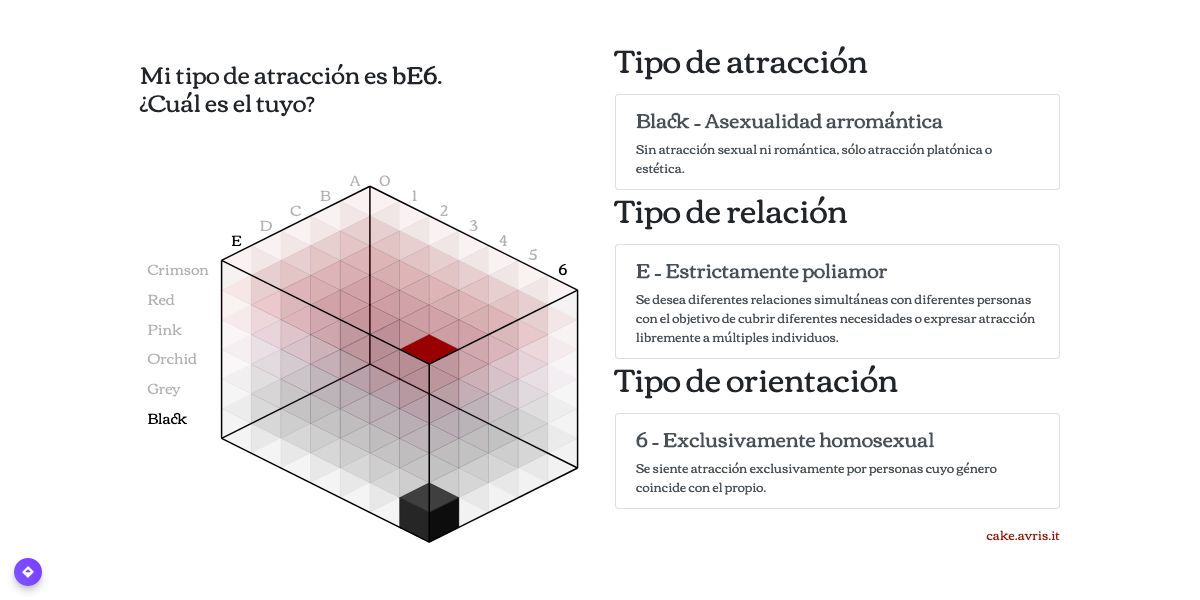 Mi tipo de atracción es bE6.
¿Cuál es el tuyo?
A
B
C
D
E
0
1
2
3
4
5
6
Crimson
Red
Pink
Orchid
Grey
Black
Tipo de atracción
Black - Asexualidad arromántica
Sin atracción sexual ni romántica, sólo atracción platónica o
estética.
Tipo de relación
E - Estrictamente poliamor
Se desea diferentes relaciones simultáneas con diferentes personas
con el objetivo de cubrir diferentes necesidades o expresar atracción
libremente a múltiples individuos.
Tipo de orientación
6 - Exclusivamente homosexual
Se siente atracción exclusivamente por personas cuyo género
coincide con el propio.
cake.avris.it